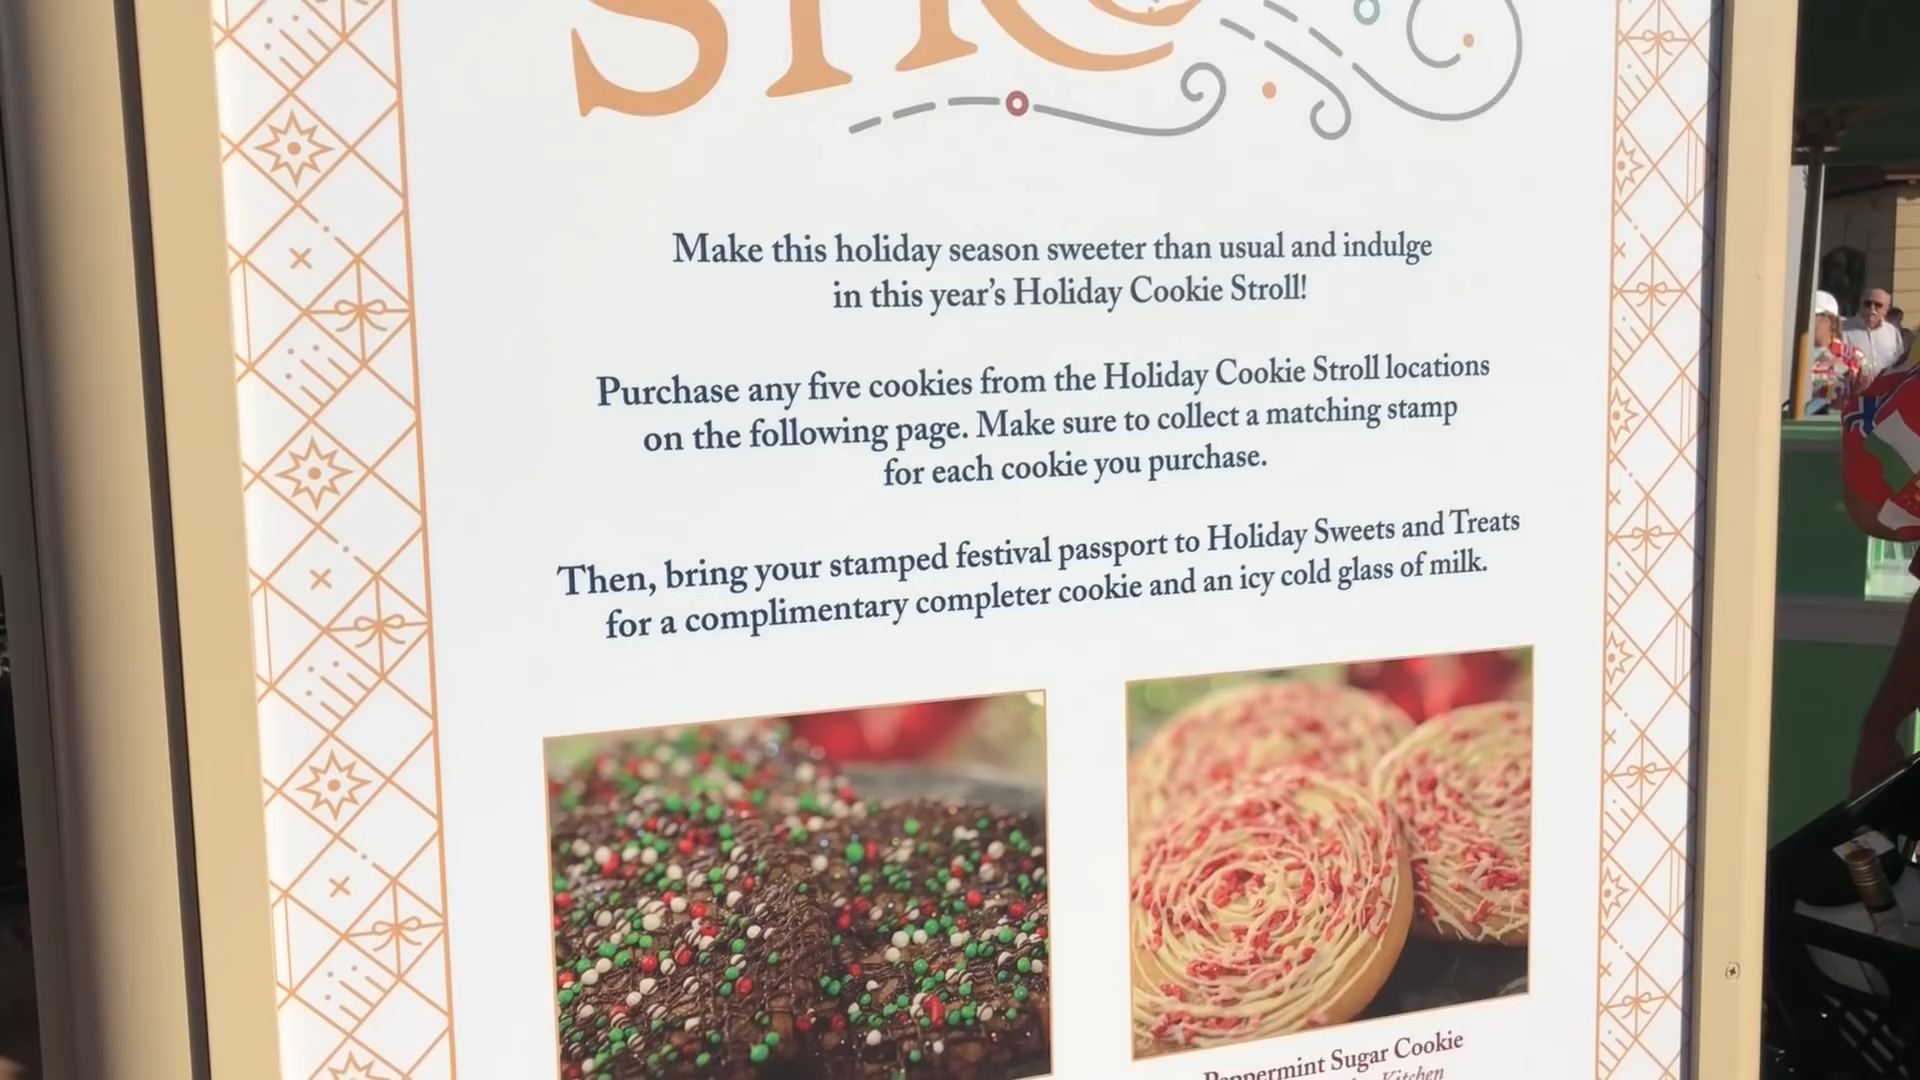 Make this holiday season sweeter than usual and indulge
in this year's Holiday Cookie Stroll!
Purchase any five cookies from the Holiday Cookie Stroll locations
on the following page. Make sure to collect a matching stamp
for each cookie you purchase.
Then, bring your stamped festival passport to Holiday Sweets and Treats
for a complimentary completer cookie and an icy cold glass of milk.
Peppermint Sugar Cookie
Kitchen